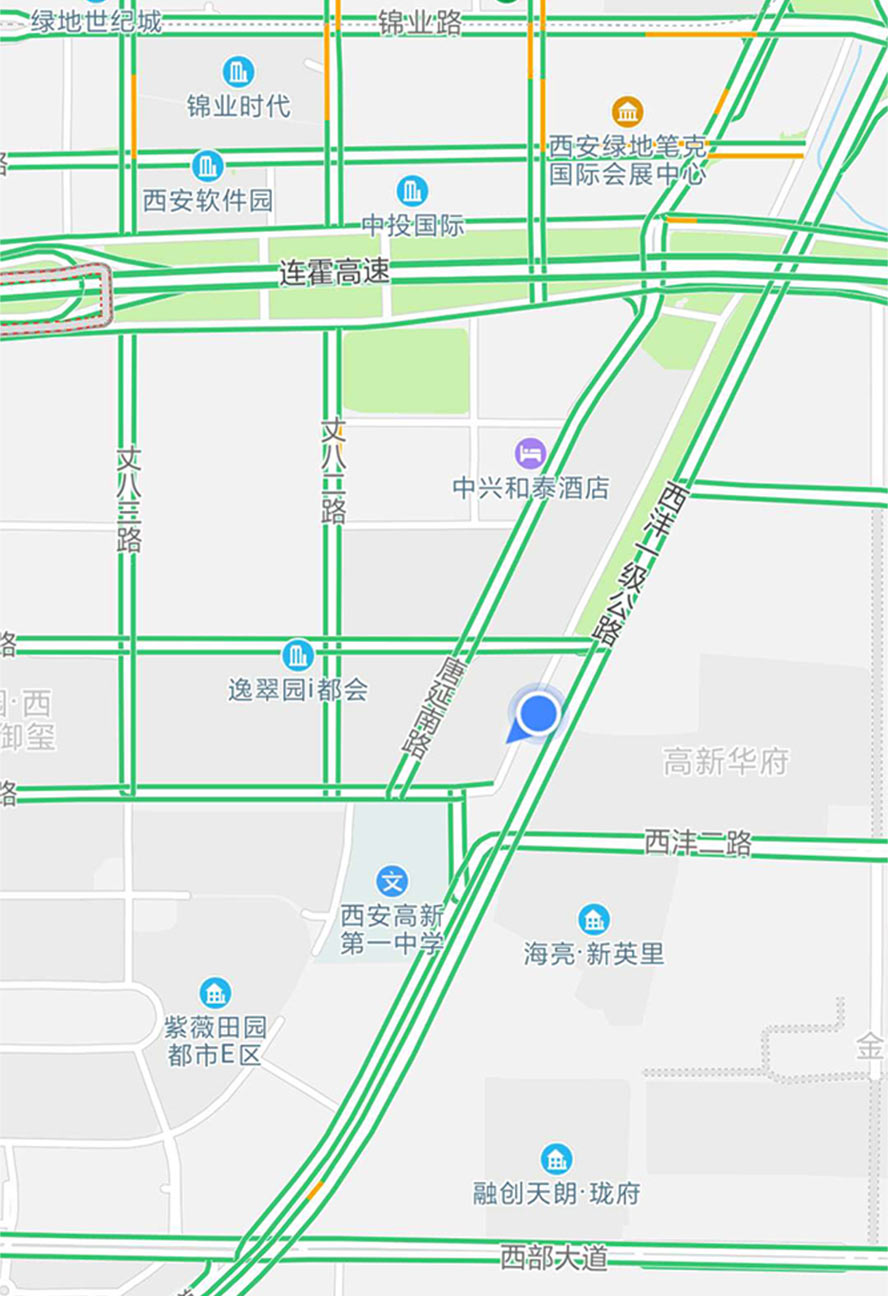 绿地世纪城
锦业路
锦业时代
西安绿地笔克
国际会展中心
路
西安软件园
中投国际
连霍高速
丈八三路
丈八二路
中兴和泰酒店
西沣一级公路
路
逸翠园i都会
唐延南路
园·西
御玺
高新华府
路
西沣二路
西安高新
第一中学
海亮·新英里
紫薇田园
都市E区
金
融创天朗·珑府
西部大道